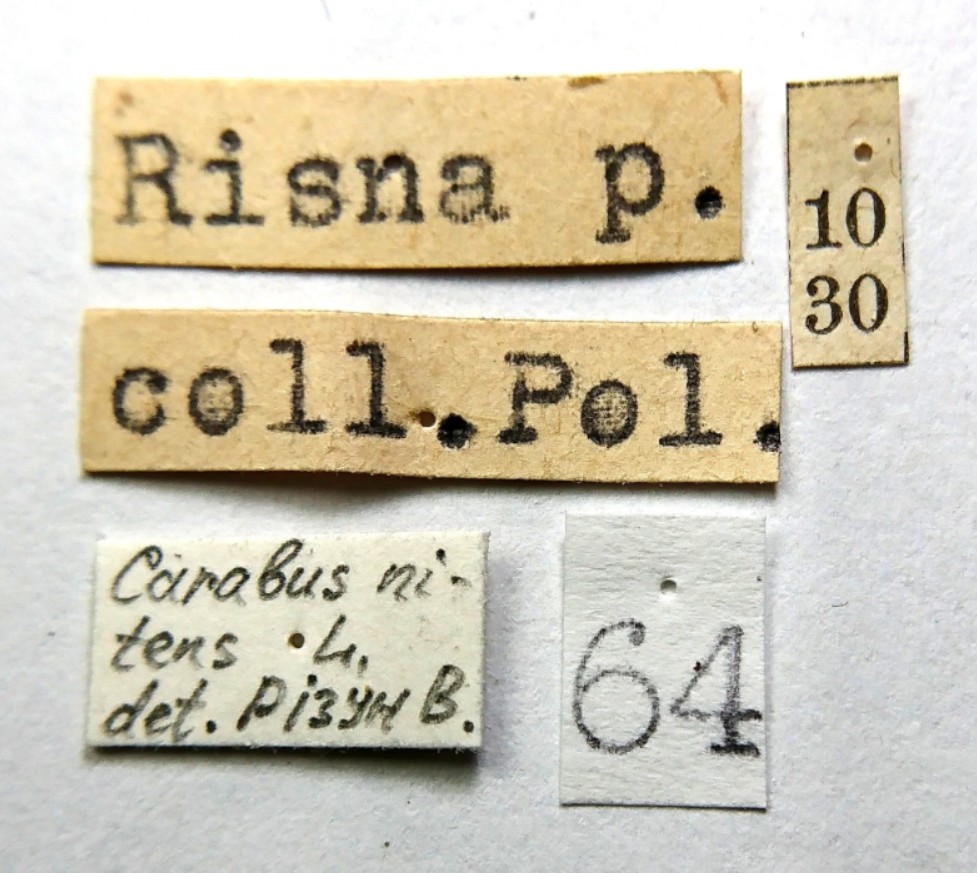 Risna p.
10
30
coll.Pol.
Carabus ni-
tens L.
det. Різун В.
64